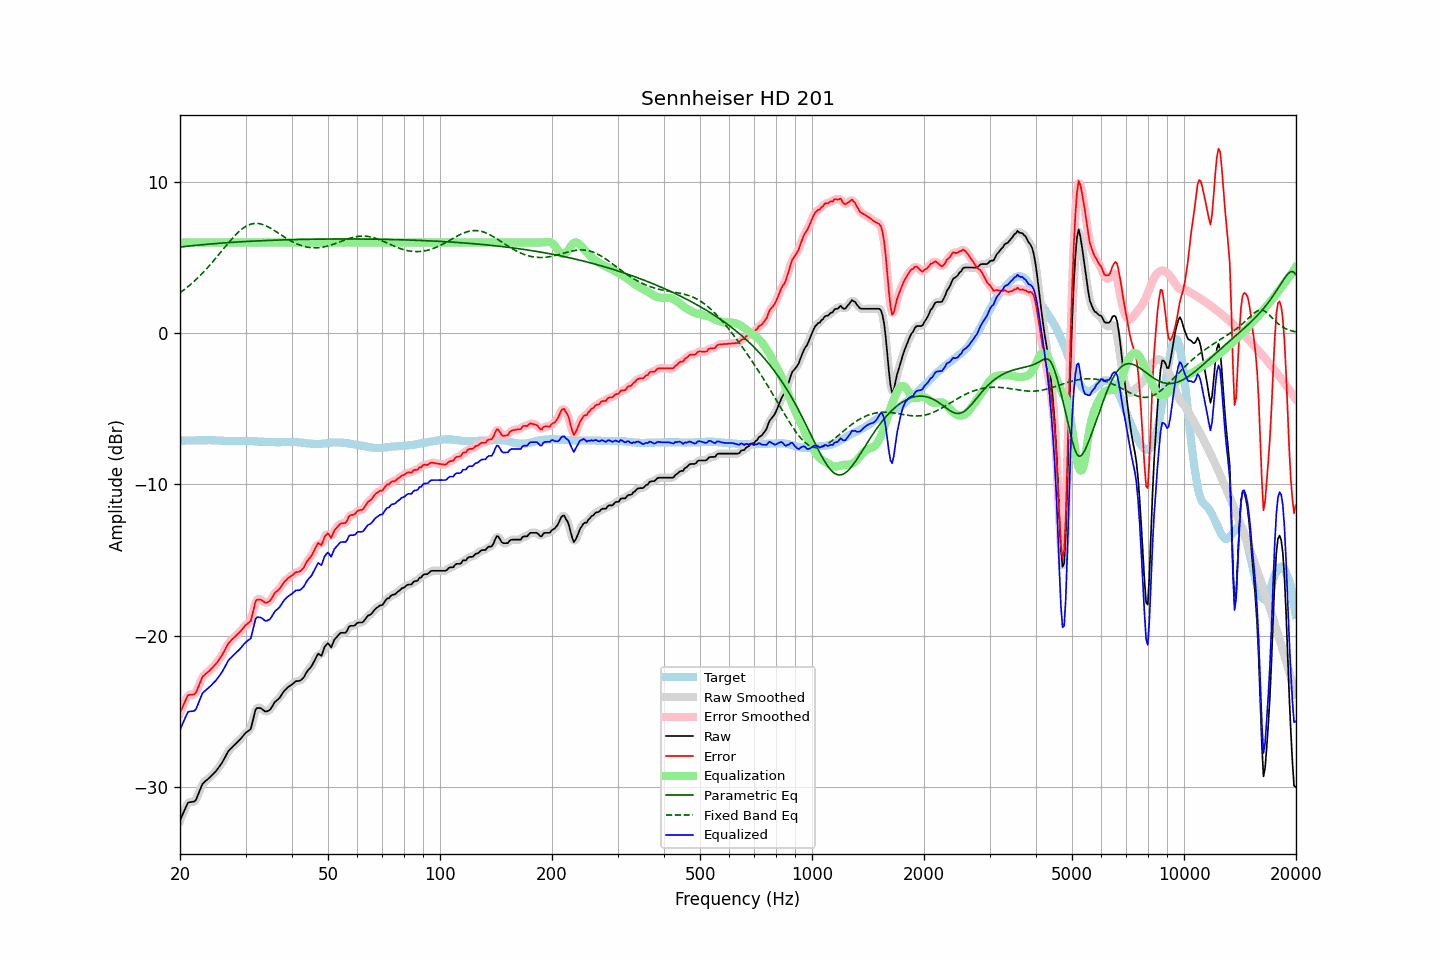 Sennheiser HD 201
10
0
−10
−20
−30
Amplitude (dBr)
20
50
100
200
500
1000
2000
5000
10000
20000
Frequency (Hz)
Target
Raw Smoothed
Error Smoothed
Raw
Error
Equalization
Parametric Eq
Fixed Band Eq
Equalized